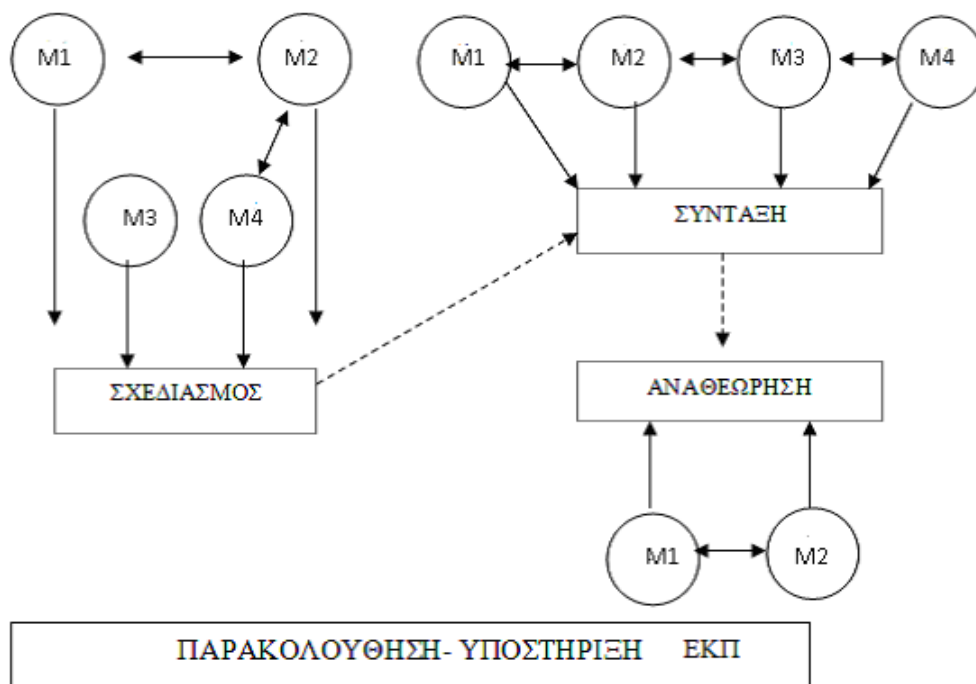 M1
M2
M1
M2
M3
M4
M3
M4
ΣΥΝΤΑΞΗ
ΣΧΕΔΙΑΣΜΟΣ
ΑΝΑΘΕΩΡΗΣΗ
M1
M2
ΠΑΡΑΚΟΛΟΥΘΗΣΗ- ΥΠΟΣΤΗΡΙΞΗ ΕΚΠ